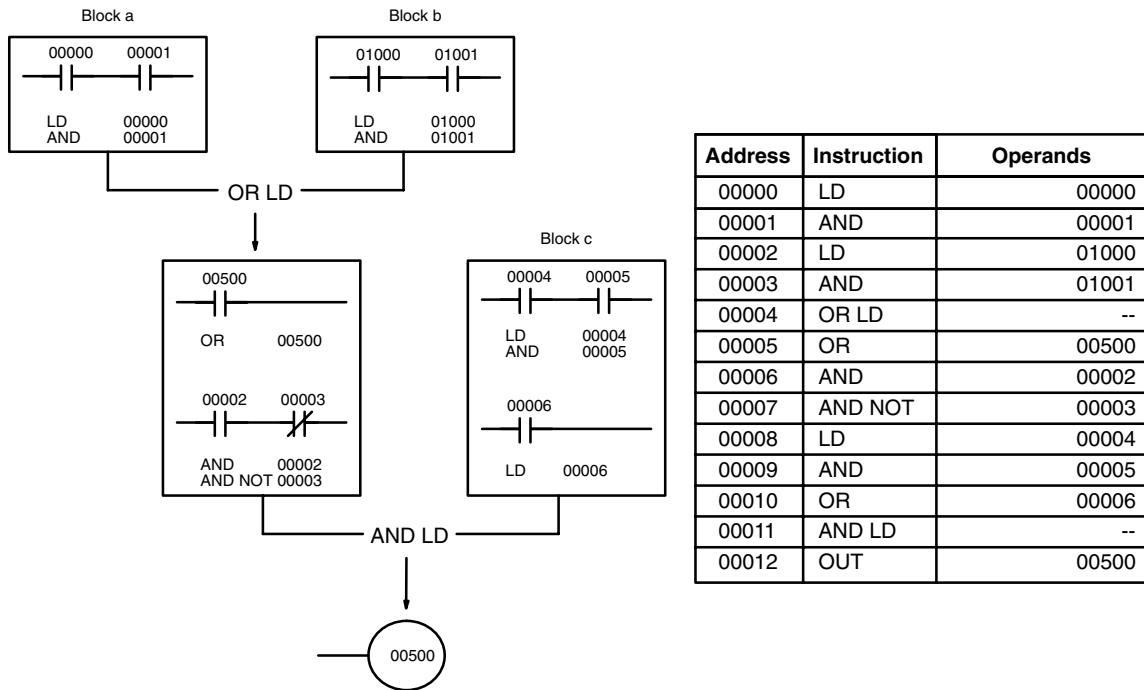 Block a
00000 00001
LD 00000
AND 00001
Block b
01000 01001
LD 01000
AND 01001
OR LD
00500
OR 00500
00002 00003
AND 00002
AND NOT 00003
Block c
00004 00005
LD 00004
AND 00005
00006
LD 00006
AND LD
00500
Address Instruction Operands
00000 LD 00000
00001 AND 00001
00002 LD 01000
00003 AND 01001
00004 OR LD --
00005 OR 00500
00006 AND 00002
00007 AND NOT 00003
00008 LD 00004
00009 AND 00005
00010 OR 00006
00011 AND LD --
00012 OUT 00500